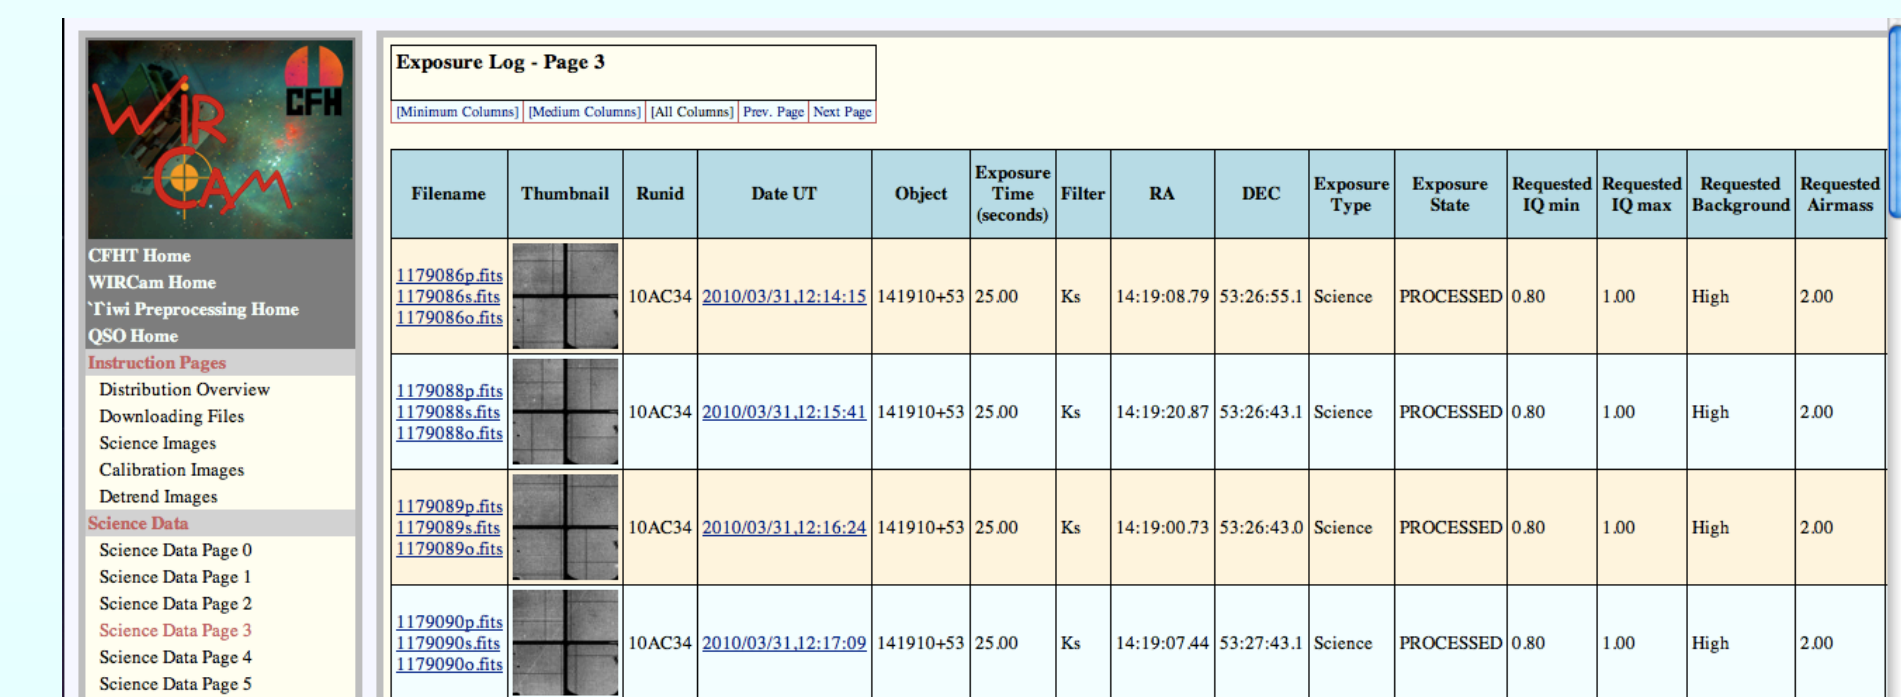 WIRCAM
CFH
CFHT Home
WIRCam Home
`I`iwi Preprocessing Home
QSO Home
Instruction Pages
Distribution Overview
Downloading Files
Science Images
Calibration Images
Detrend Images
Science Data
Science Data Page 0
Science Data Page 1
Science Data Page 2
Science Data Page 3
Science Data Page 4
Science Data Page 5
Exposure Log - Page 3
[Minimum Columns] [Medium Columns] [All Columns] Prev. Page Next Page
Filename Thumbnail Runid Date UT Object Exposure Time (seconds) Filter RA DEC Exposure Type Exposure State Requested IQ min Requested IQ max Requested Background Requested Airmass
1179086p.fits
1179086s.fits 10AC34 2010/03/31,12:14:15 141910+53 25.00 Ks 14:19:08.79 53:26:55.1 Science PROCESSED 0.80 1.00 High 2.00
1179086o.fits
1179088p.fits
1179088s.fits 10AC34 2010/03/31,12:15:41 141910+53 25.00 Ks 14:19:20.87 53:26:43.1 Science PROCESSED 0.80 1.00 High 2.00
1179088o.fits
1179089p.fits
1179089s.fits 10AC34 2010/03/31,12:16:24 141910+53 25.00 Ks 14:19:00.73 53:26:43.0 Science PROCESSED 0.80 1.00 High 2.00
1179089o.fits
1179090p.fits
1179090s.fits 10AC34 2010/03/31,12:17:09 141910+53 25.00 Ks 14:19:07.44 53:27:43.1 Science PROCESSED 0.80 1.00 High 2.00
1179090o.fits